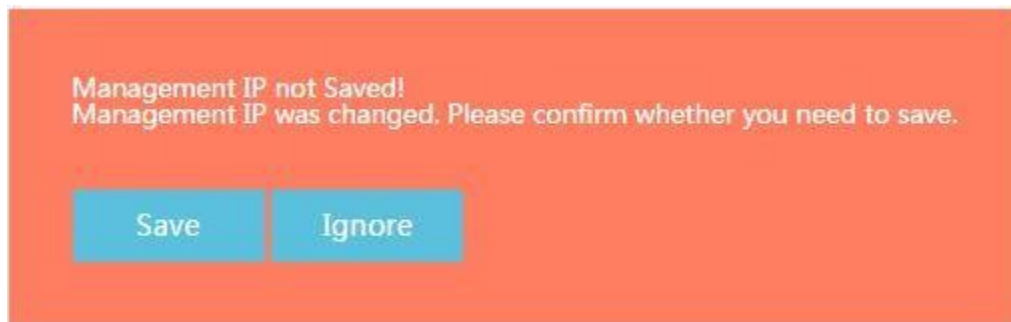 Management IP not Saved!
Management IP was changed. Please confirm whether you need to save.
Save
Ignore